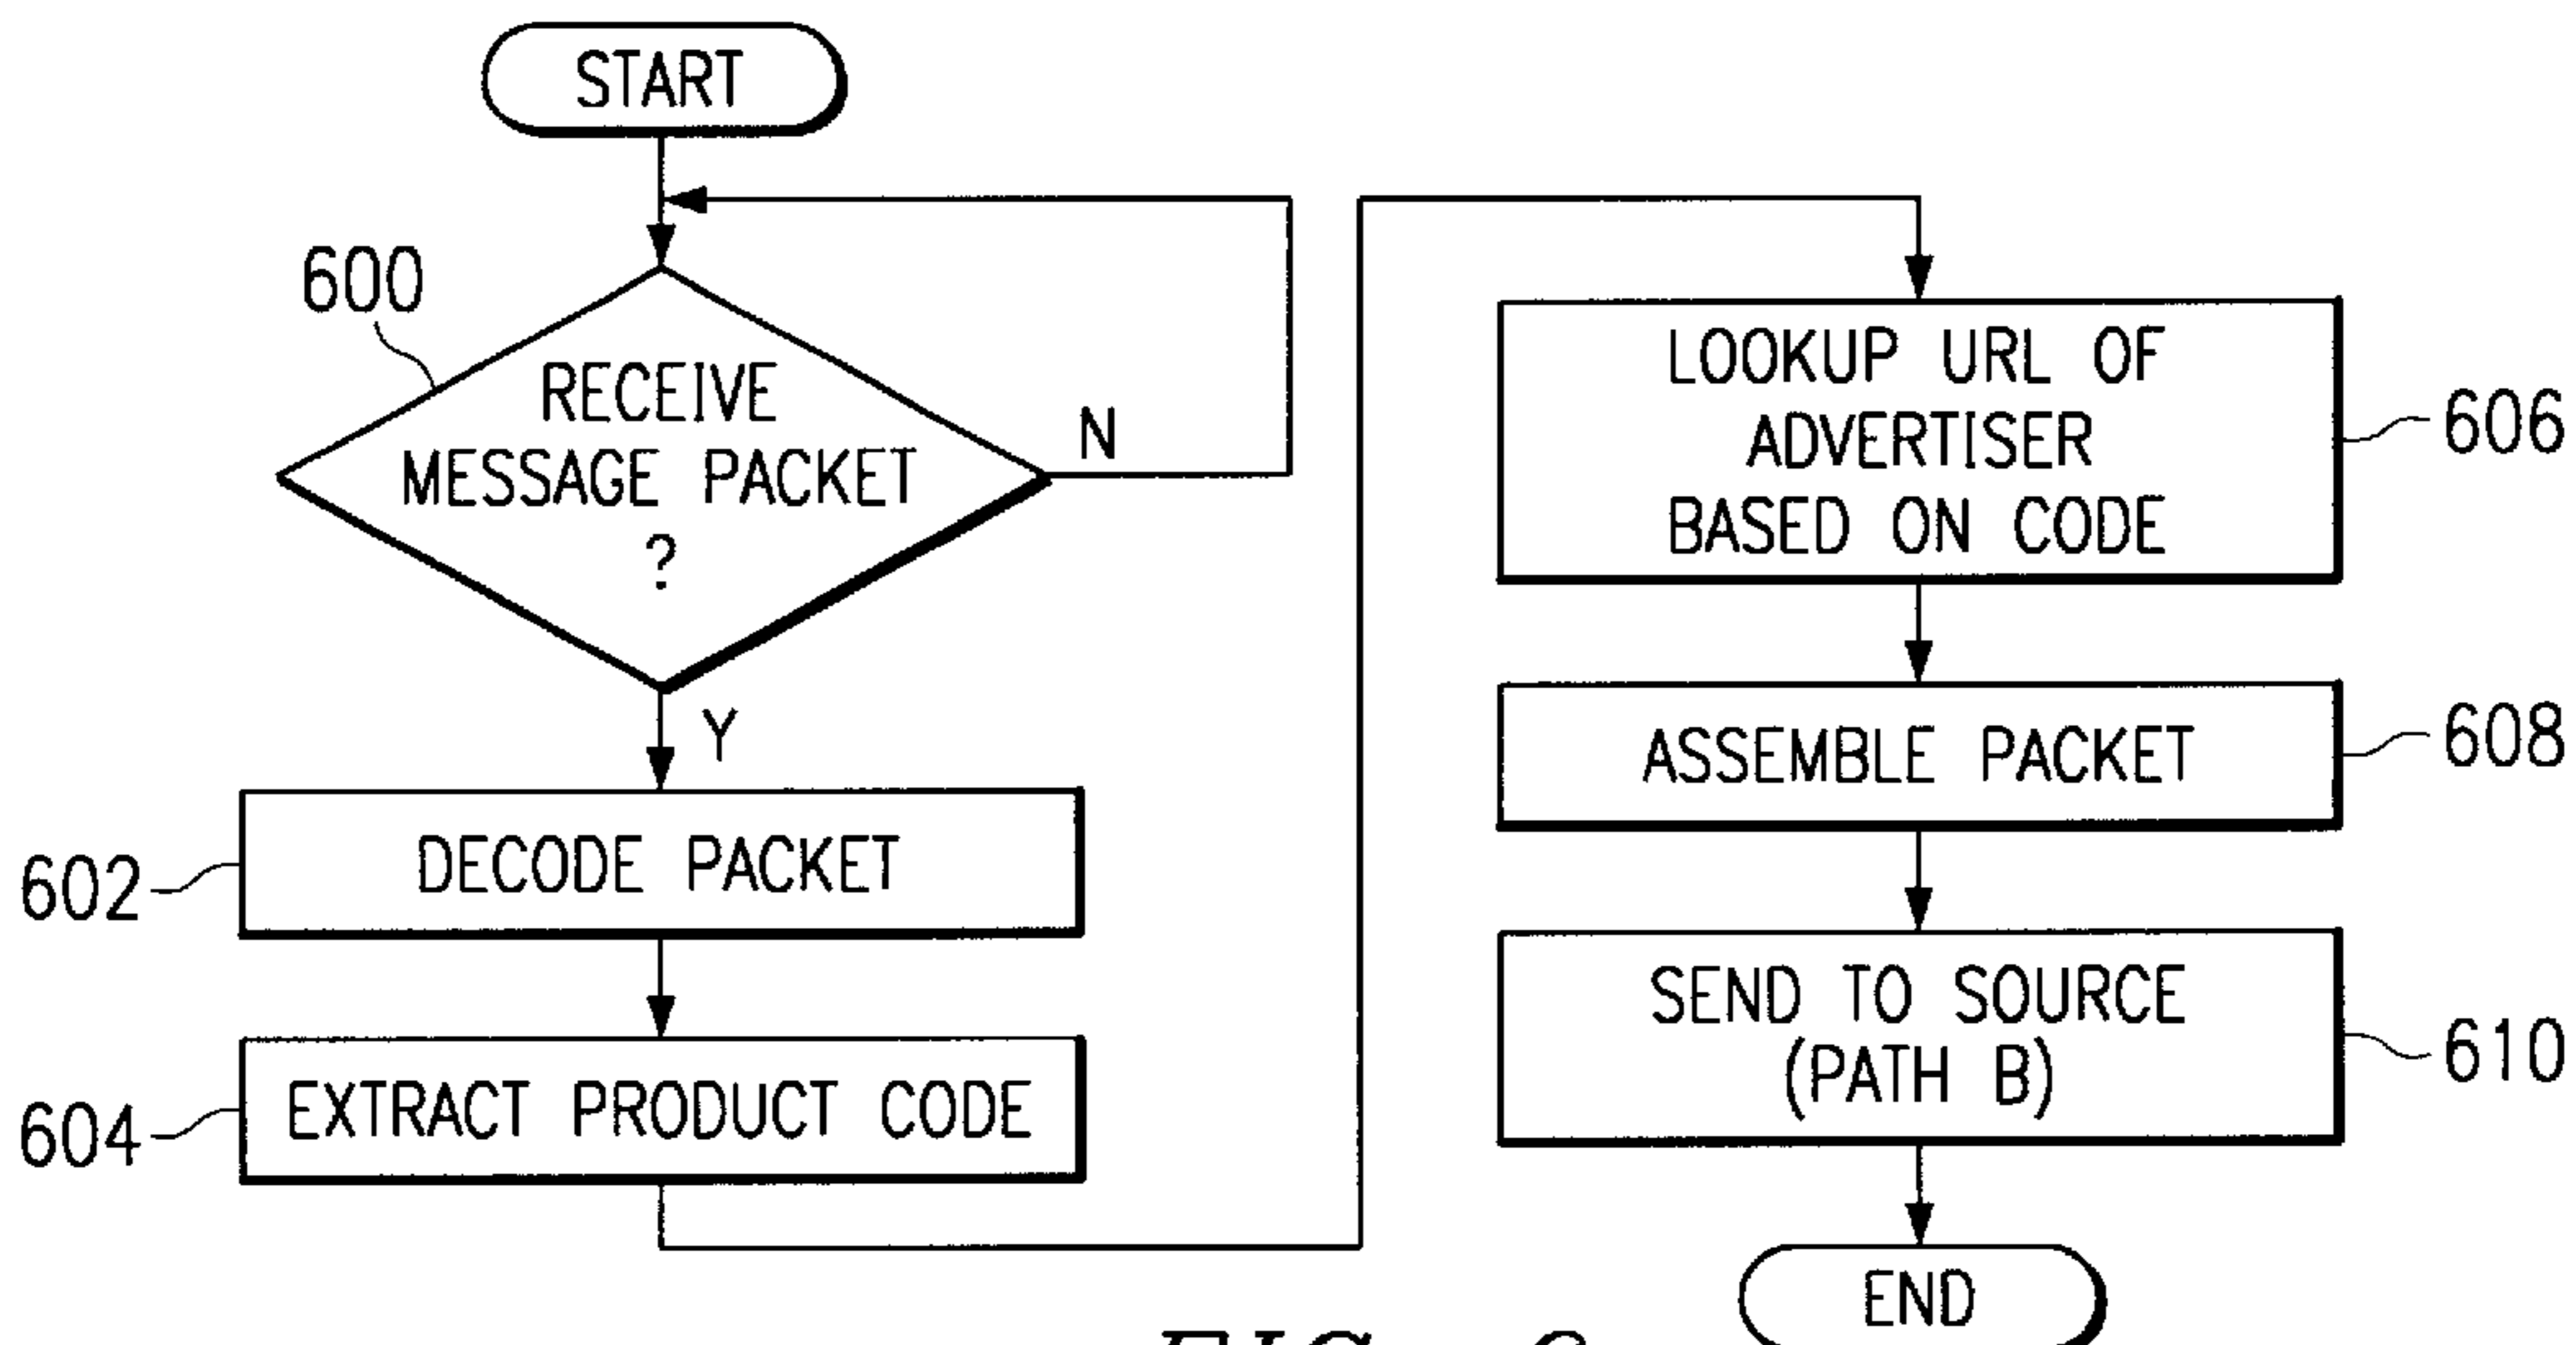 START
600
RECEIVE
MESSAGE PACKET
?
N
Y
602
DECODE PACKET
604
EXTRACT PRODUCT CODE
LOOKUP URL OF
ADVERTISER
BASED ON CODE
606
ASSEMBLE PACKET
608
SEND TO SOURCE
(PATH B)
610
END